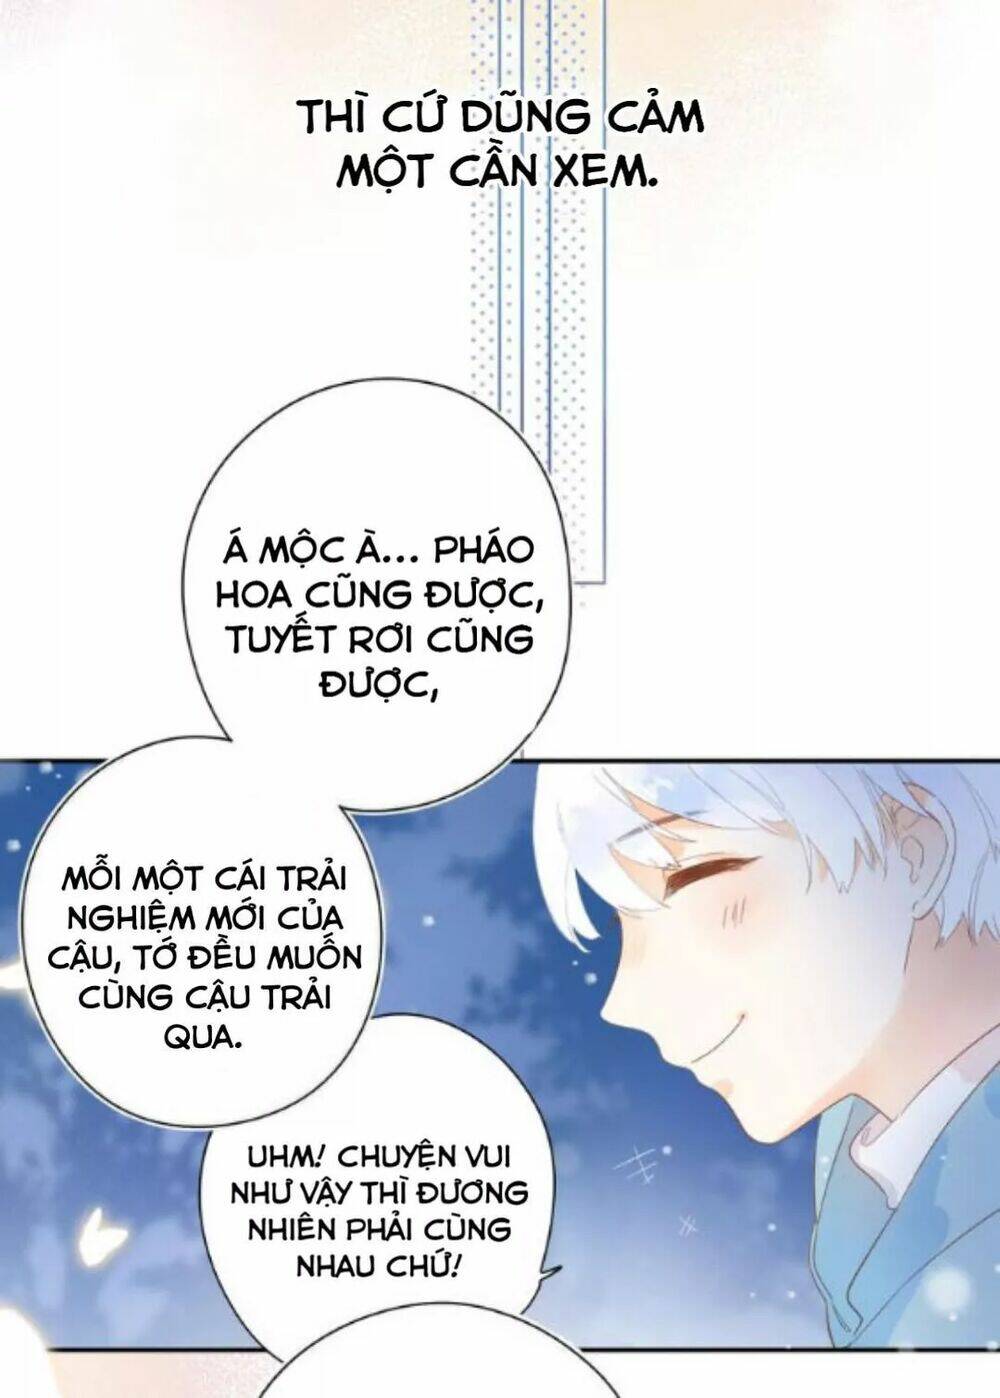 THÌ CỨ DŨNG CẢM
MỘT CẦN XEM.
Á MỘC À... PHÁO
HOA CŨNG ĐƯỢC,
TUYẾT RƠI CŨNG
ĐƯỢC,
MỖI MỘT CÁI TRẢI
NGHIỆM MỚI CỦA
CẬU, TỚ ĐỀU MUỐN
CÙNG CẬU TRẢI
QUA.
UHM! CHUYỆN VUI
NHƯ VẬY THÌ ĐƯƠNG
NHIÊN PHẢI CÙNG
NHAU CHỨ!